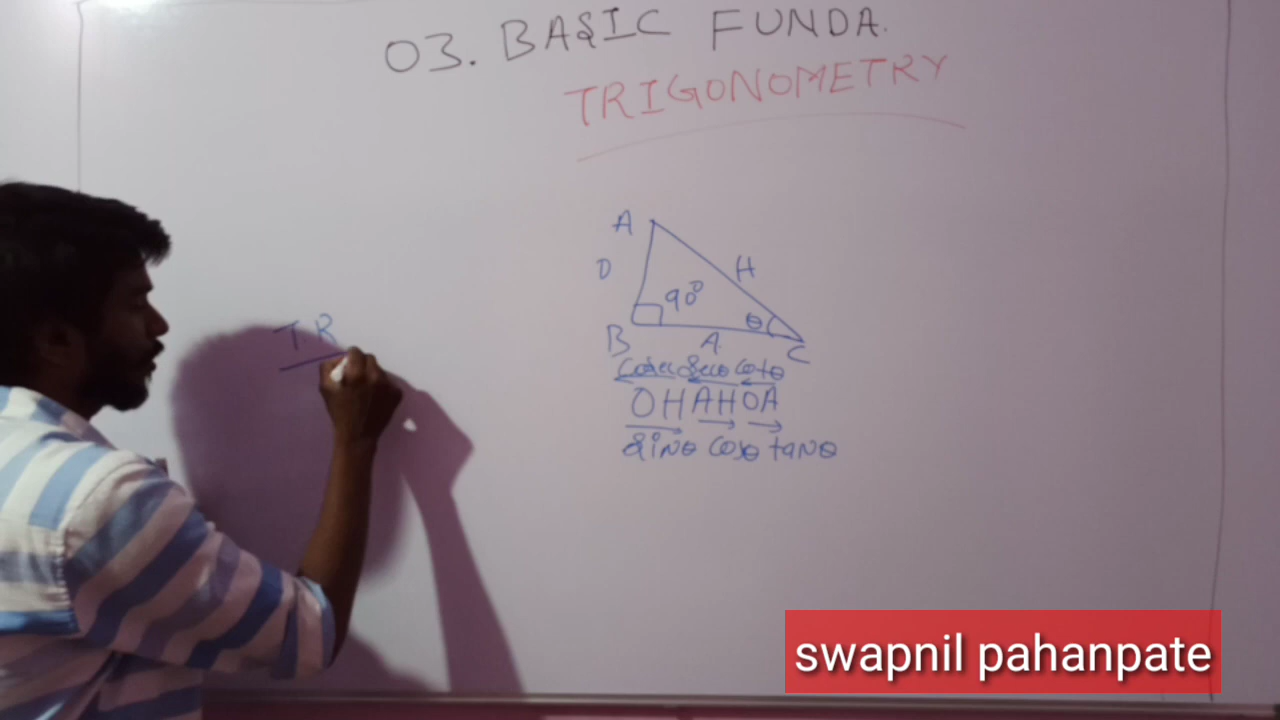 03. BASIC FUNDA.
TRIGONOMETRY
A
O H
90° θ
B A C
T.R
Cosecθ Secθ Cotθ
OHAHOA
sinθ cosθ tanθ
swapnil pahanpate